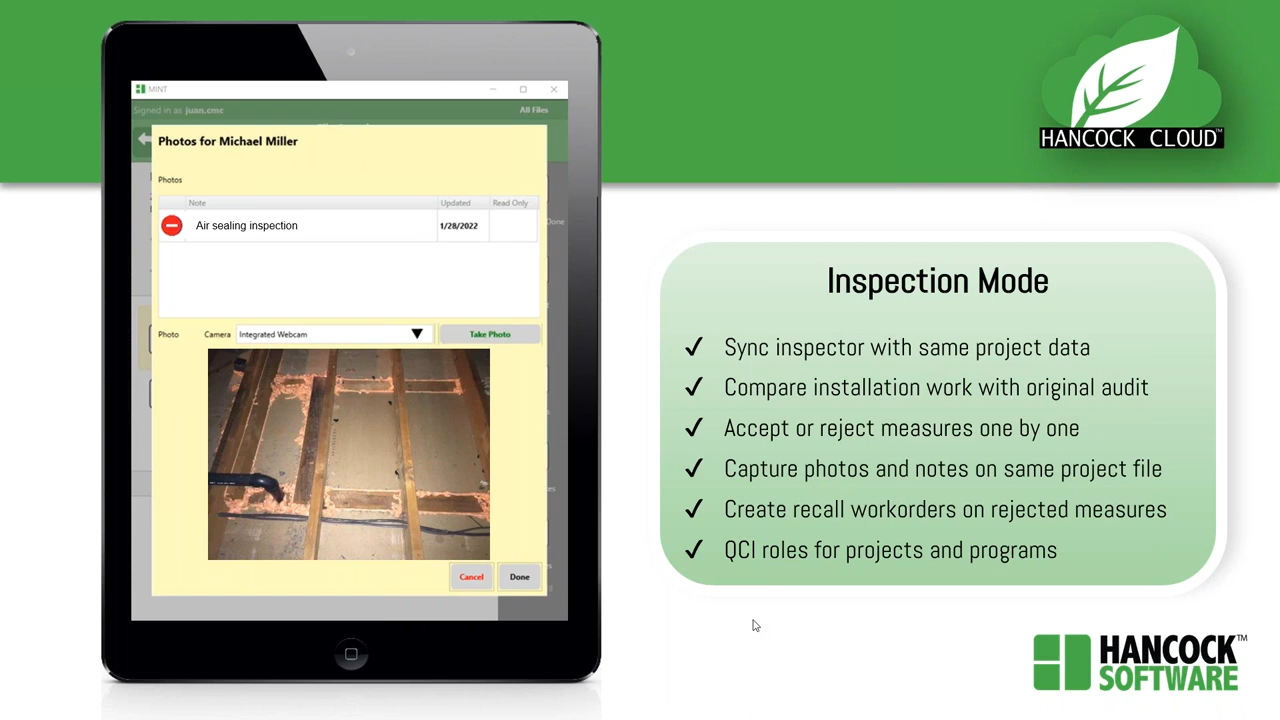 MINT
Signed in as juan.cmc
All Files
Photos for Michael Miller
Photos
Note Updated Read Only
Air sealing inspection 1/28/2022
Done
Photo Camera Integrated Webcam Take Photo
Cancel Done
HANCOCK CLOUD™
Inspection Mode
✓ Sync inspector with same project data
✓ Compare installation work with original audit
✓ Accept or reject measures one by one
✓ Capture photos and notes on same project file
✓ Create recall workorders on rejected measures
✓ QCI roles for projects and programs
HANCOCK™
SOFTWARE